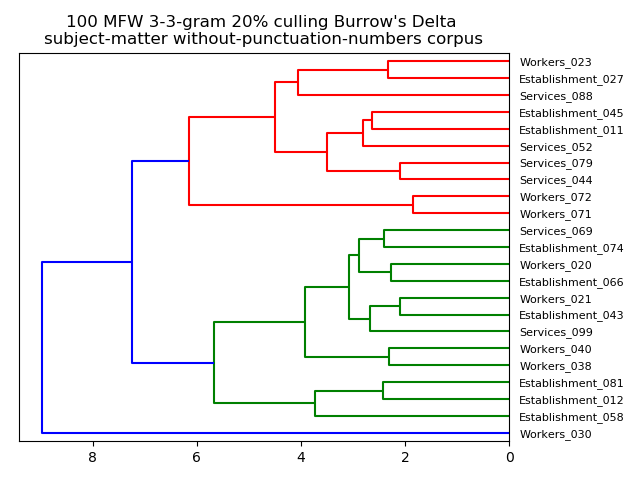 100 MFW 3-3-gram 20% culling Burrow's Delta
subject-matter without-punctuation-numbers corpus
Workers_023
Establishment_027
Services_088
Establishment_045
Establishment_011
Services_052
Services_079
Services_044
Workers_072
Workers_071
Services_069
Establishment_074
Workers_020
Establishment_066
Workers_021
Establishment_043
Services_099
Workers_040
Workers_038
Establishment_081
Establishment_012
Establishment_058
Workers_030
8 6 4 2 0